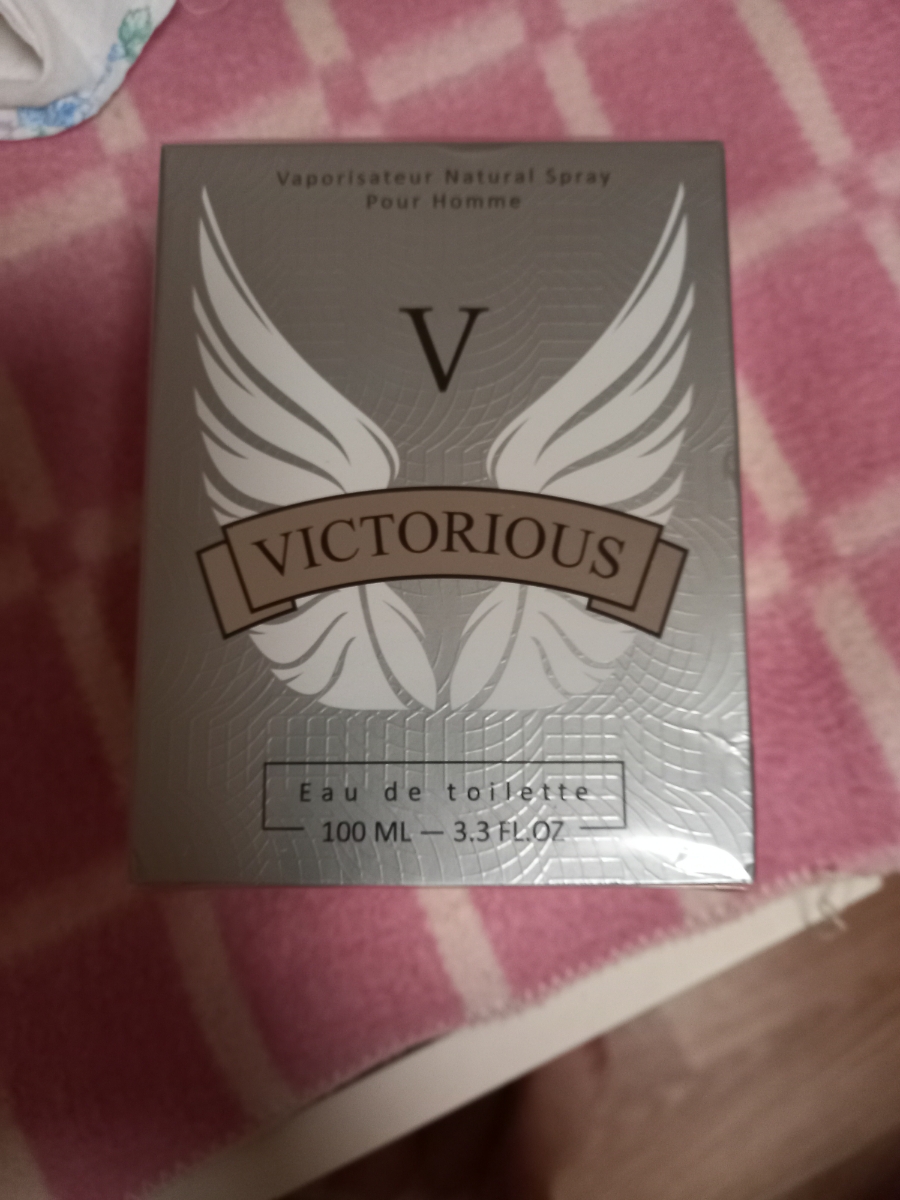 Vaporisateur Natural Spray
Pour Homme
V
VICTORIOUS
Eau de toilette
100 ML — 3.3 FL.OZ